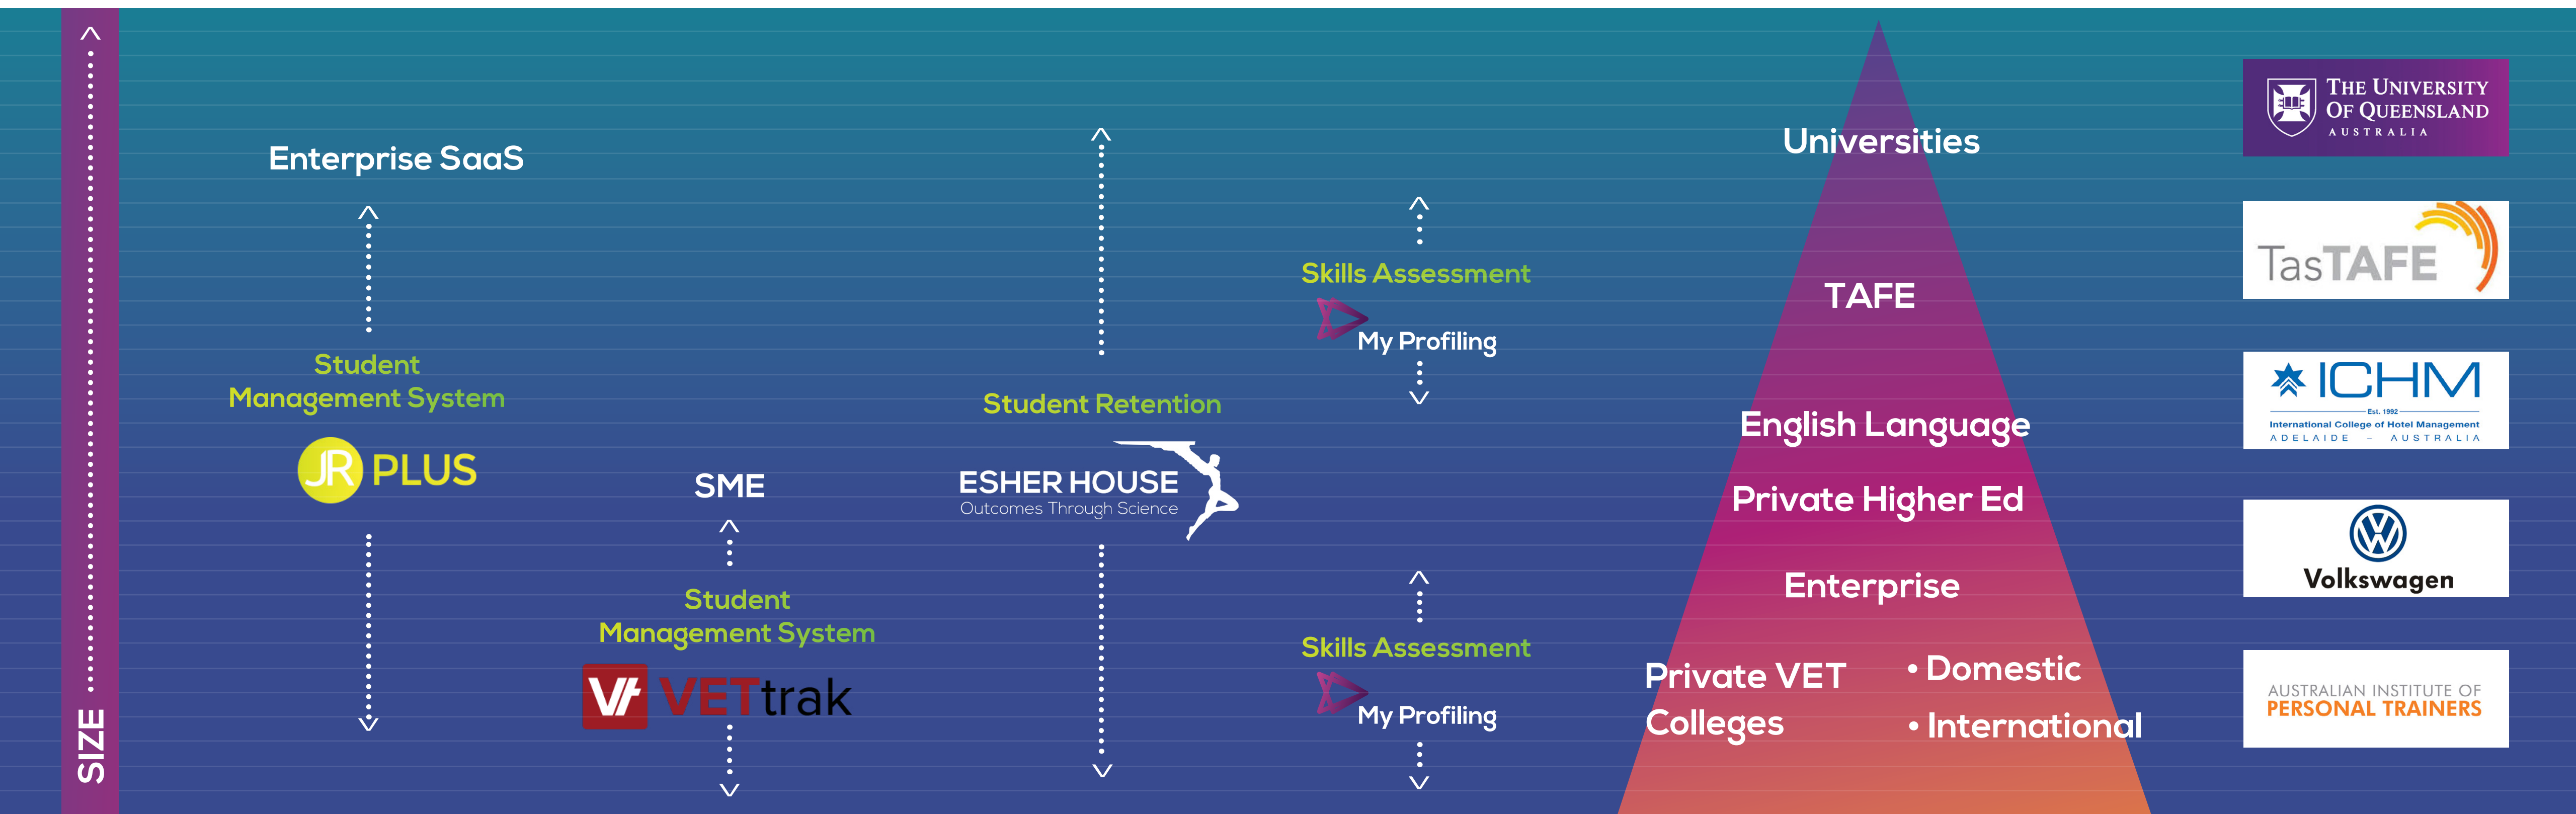 SIZE
Enterprise SaaS
Student
Management System
JR PLUS
SME
Student
Management System
VT VETtrak
Student Retention
ESHER HOUSE
Outcomes Through Science
Skills Assessment
My Profiling
Skills Assessment
My Profiling
Universities
TAFE
English Language
Private Higher Ed
Enterprise
Private VET
Colleges
• Domestic
• International
THE UNIVERSITY
OF QUEENSLAND
AUSTRALIA
TasTAFE
ICHM
Est. 1992
International College of Hotel Management
ADELAIDE – AUSTRALIA
VW
Volkswagen
AUSTRALIAN INSTITUTE OF
PERSONAL TRAINERS